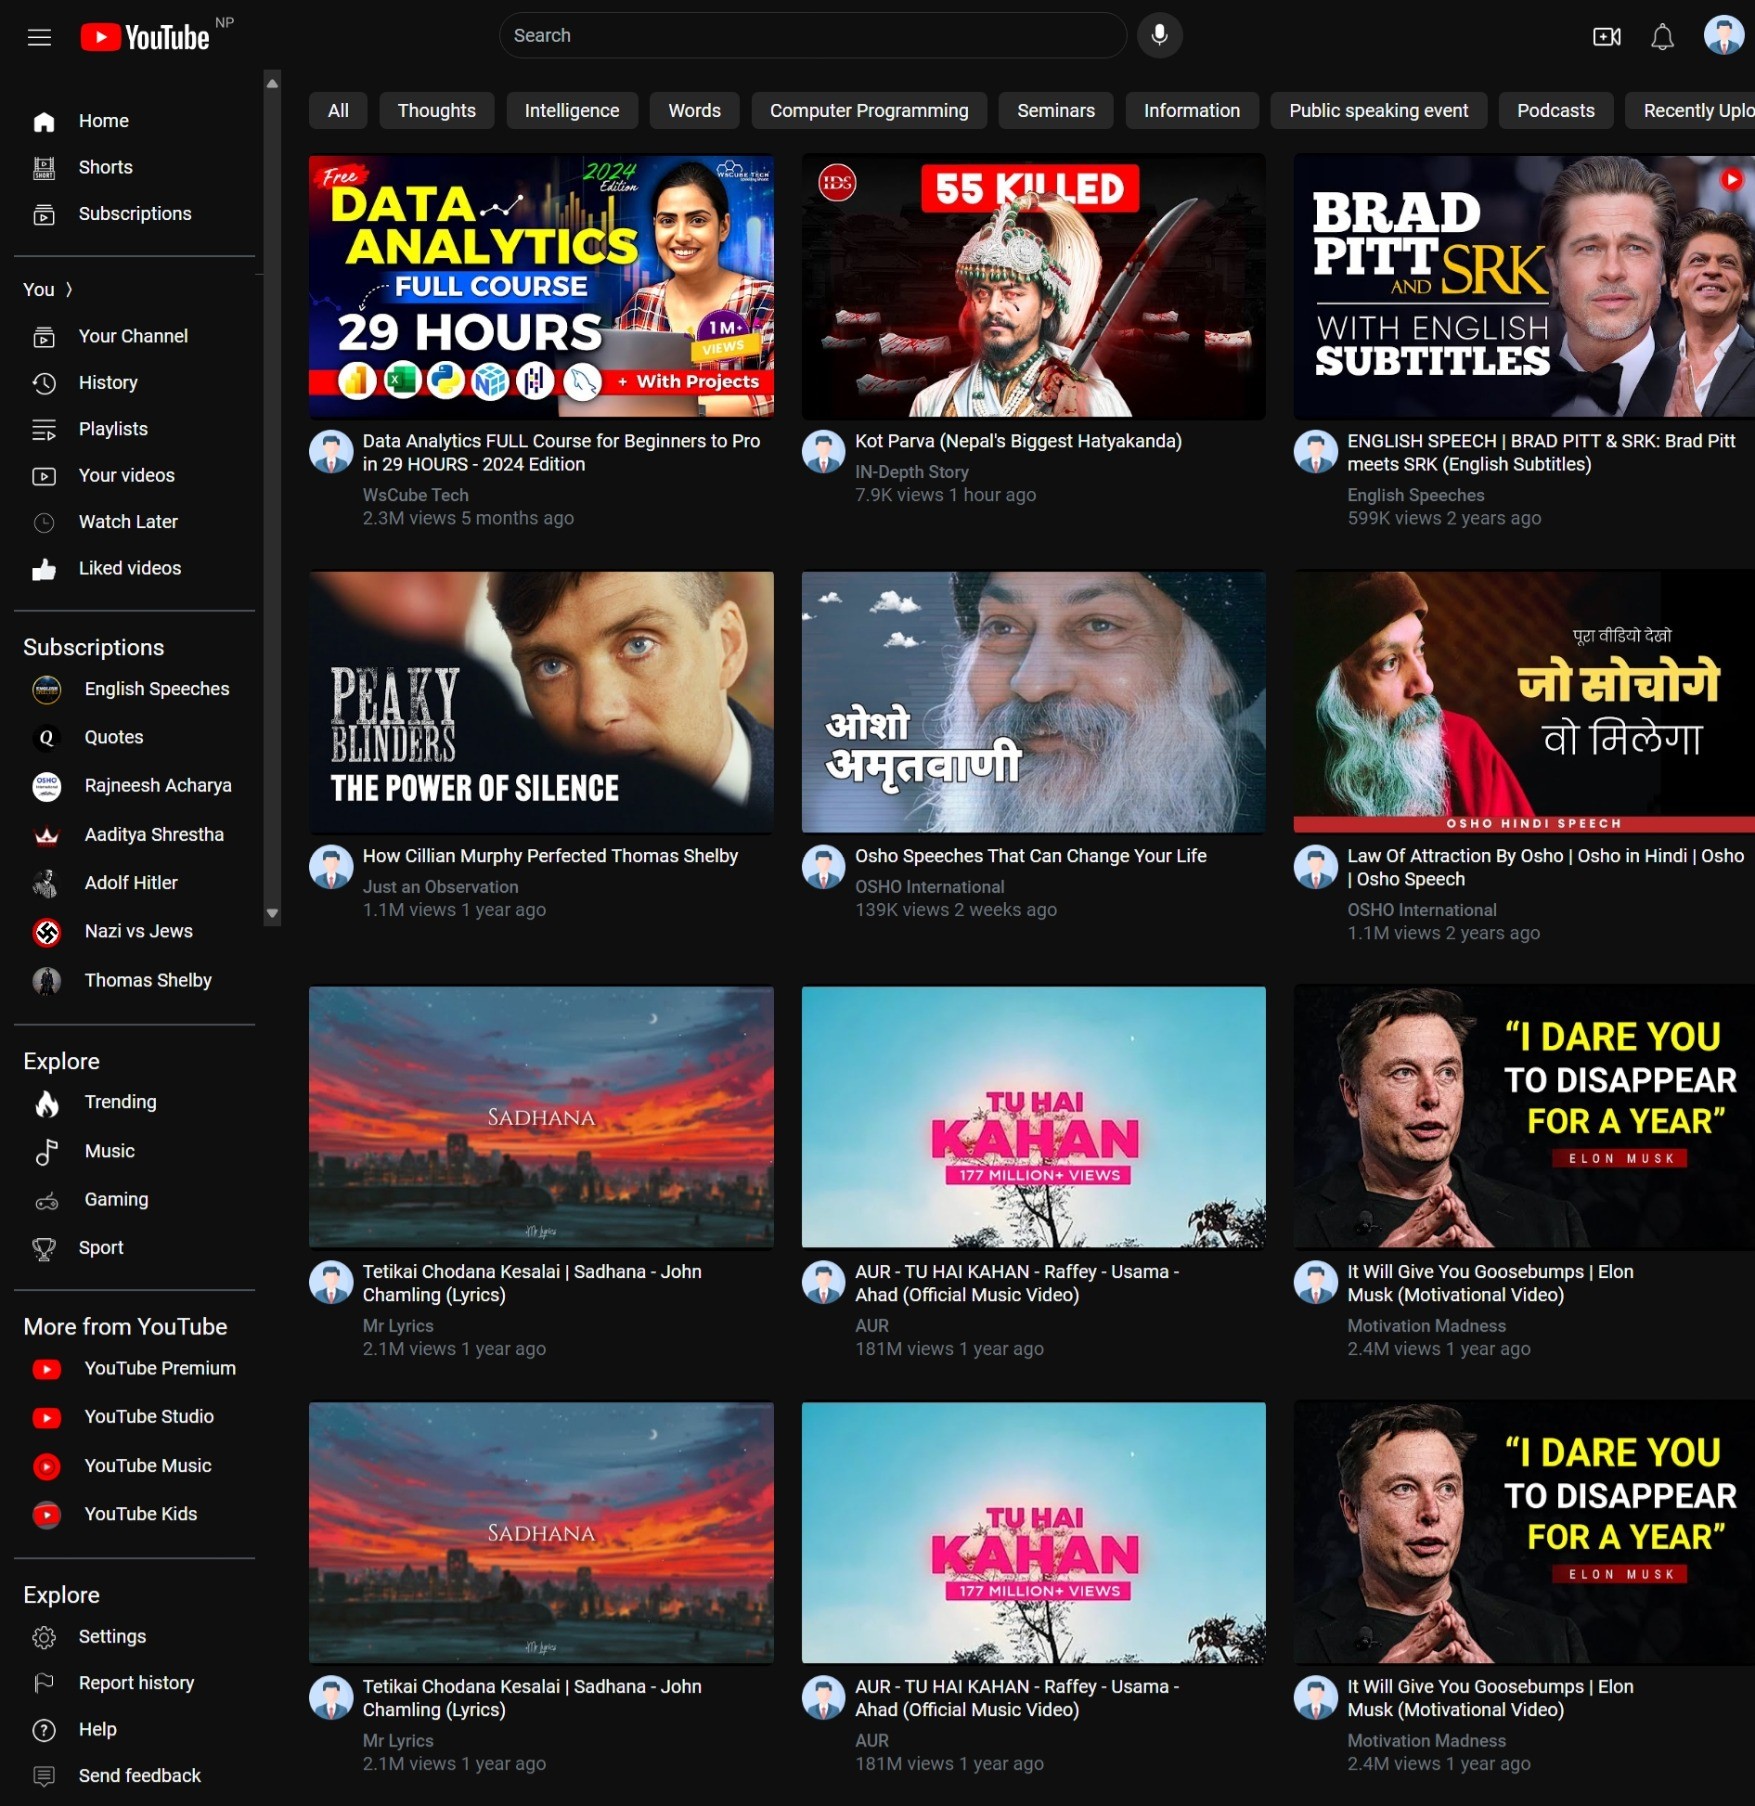 YouTube NP
Search
Home
Shorts
Subscriptions
You
Your Channel
History
Playlists
Your videos
Watch Later
Liked videos
Subscriptions
English Speeches
Quotes
Rajneesh Acharya
Aaditya Shrestha
Adolf Hitler
Nazi vs Jews
Thomas Shelby
Explore
Trending
Music
Gaming
Sport
More from YouTube
YouTube Premium
YouTube Studio
YouTube Music
YouTube Kids
Explore
Settings
Report history
Help
Send feedback
All Thoughts Intelligence Words Computer Programming Seminars Information Public speaking event Podcasts Recently Uplo
Free
2024
Edition
WSCUBE TECH
DATA
ANALYTICS
FULL COURSE
29 HOURS
1M+
VIEWS
+ With Projects
Data Analytics FULL Course for Beginners to Pro
in 29 HOURS - 2024 Edition
WsCube Tech
2.3M views 5 months ago
IDS
55 KILLED
Kot Parva (Nepal's Biggest Hatyakanda)
IN-Depth Story
7.9K views 1 hour ago
BRAD
PITT
AND SRK
WITH ENGLISH
SUBTITLES
ENGLISH SPEECH | BRAD PITT & SRK: Brad Pitt
meets SRK (English Subtitles)
English Speeches
599K views 2 years ago
PEAKY
BLINDERS
THE POWER OF SILENCE
How Cillian Murphy Perfected Thomas Shelby
Just an Observation
1.1M views 1 year ago
ओशो
अमृतवाणी
Osho Speeches That Can Change Your Life
OSHO International
139K views 2 weeks ago
पूरा वीडियो देखो
जो सोचोगे
वो मिलेगा
OSHO HINDI SPEECH
Law Of Attraction By Osho | Osho in Hindi | Osho
| Osho Speech
OSHO International
1.1M views 2 years ago
SADHANA
Mr Lyrics
Tetikai Chodana Kesalai | Sadhana - John
Chamling (Lyrics)
Mr Lyrics
2.1M views 1 year ago
TU HAI
KAHAN
177 MILLION+ VIEWS
AUR - TU HAI KAHAN - Raffey - Usama -
Ahad (Official Music Video)
AUR
181M views 1 year ago
“I DARE YOU
TO DISAPPEAR
FOR A YEAR”
ELON MUSK
It Will Give You Goosebumps | Elon
Musk (Motivational Video)
Motivation Madness
2.4M views 1 year ago
SADHANA
Mr Lyrics
Tetikai Chodana Kesalai | Sadhana - John
Chamling (Lyrics)
Mr Lyrics
2.1M views 1 year ago
TU HAI
KAHAN
177 MILLION+ VIEWS
AUR - TU HAI KAHAN - Raffey - Usama -
Ahad (Official Music Video)
AUR
181M views 1 year ago
“I DARE YOU
TO DISAPPEAR
FOR A YEAR”
ELON MUSK
It Will Give You Goosebumps | Elon
Musk (Motivational Video)
Motivation Madness
2.4M views 1 year ago